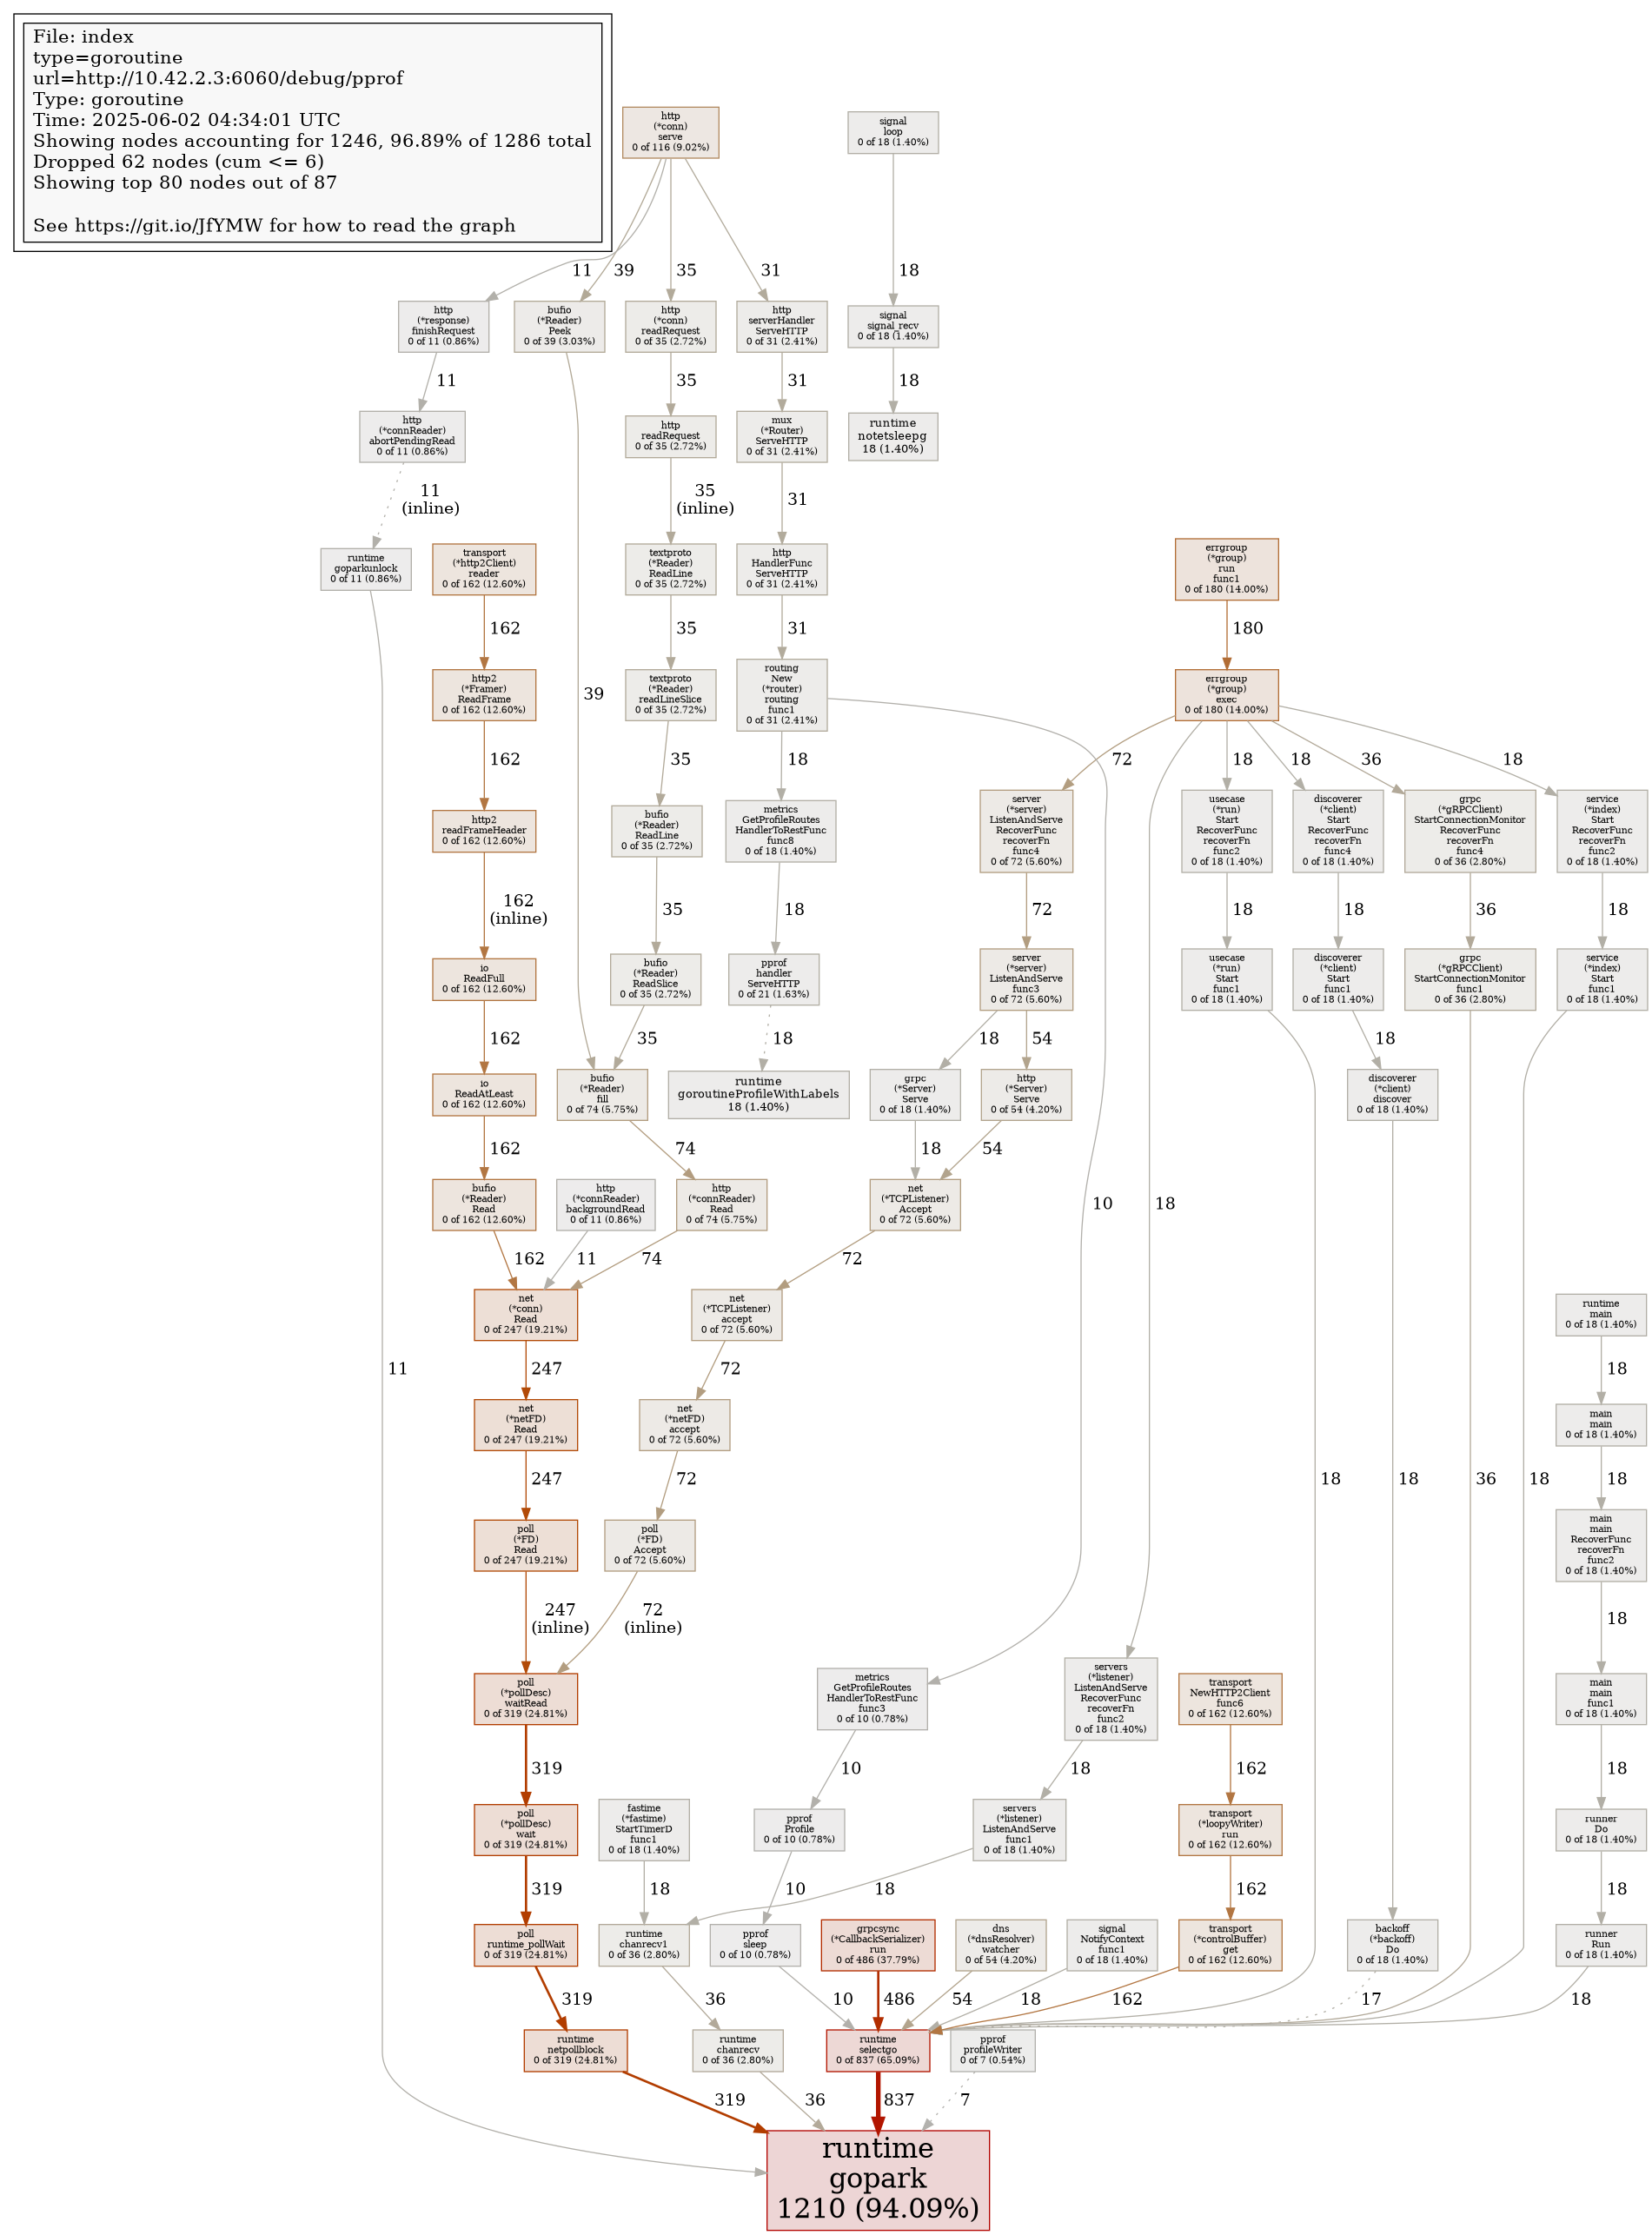 File: index
type=goroutine
url=http://10.42.2.3:6060/debug/pprof
Type: goroutine
Time: 2025-06-02 04:34:01 UTC
Showing nodes accounting for 1246, 96.89% of 1286 total
Dropped 62 nodes (cum <= 6)
Showing top 80 nodes out of 87
See https://git.io/JfYMW for how to read the graph
http
(*conn)
serve
0 of 116 (9.02%)
signal
loop
0 of 18 (1.40%)
11
39
35
31
18
http
(*response)
finishRequest
0 of 11 (0.86%)
bufio
(*Reader)
Peek
0 of 39 (3.03%)
http
(*conn)
readRequest
0 of 35 (2.72%)
http
serverHandler
ServeHTTP
0 of 31 (2.41%)
signal
signal_recv
0 of 18 (1.40%)
11
35
31
18
http
(*connReader)
abortPendingRead
0 of 11 (0.86%)
http
readRequest
0 of 35 (2.72%)
mux
(*Router)
ServeHTTP
0 of 31 (2.41%)
runtime
notetsleepg
18 (1.40%)
11
(inline)
35
(inline)
31
runtime
goparkunlock
0 of 11 (0.86%)
transport
(*http2Client)
reader
0 of 162 (12.60%)
textproto
(*Reader)
ReadLine
0 of 35 (2.72%)
http
HandlerFunc
ServeHTTP
0 of 31 (2.41%)
errgroup
(*group)
run
func1
0 of 180 (14.00%)
162
35
31
180
http2
(*Framer)
ReadFrame
0 of 162 (12.60%)
39
textproto
(*Reader)
readLineSlice
0 of 35 (2.72%)
routing
New
(*router)
routing
func1
0 of 31 (2.41%)
errgroup
(*group)
exec
0 of 180 (14.00%)
162
35
18
72
18
18
36
18
http2
readFrameHeader
0 of 162 (12.60%)
bufio
(*Reader)
ReadLine
0 of 35 (2.72%)
metrics
GetProfileRoutes
HandlerToRestFunc
func8
0 of 18 (1.40%)
server
(*server)
ListenAndServe
RecoverFunc
recoverFn
func4
0 of 72 (5.60%)
usecase
(*run)
Start
RecoverFunc
recoverFn
func2
0 of 18 (1.40%)
discoverer
(*client)
Start
RecoverFunc
recoverFn
func4
0 of 18 (1.40%)
grpc
(*gRPCClient)
StartConnectionMonitor
RecoverFunc
recoverFn
func4
0 of 36 (2.80%)
service
(*index)
Start
RecoverFunc
recoverFn
func2
0 of 18 (1.40%)
162
(inline)
35
18
72
18
18
36
18
io
ReadFull
0 of 162 (12.60%)
bufio
(*Reader)
ReadSlice
0 of 35 (2.72%)
pprof
handler
ServeHTTP
0 of 21 (1.63%)
server
(*server)
ListenAndServe
func3
0 of 72 (5.60%)
usecase
(*run)
Start
func1
0 of 18 (1.40%)
discoverer
(*client)
Start
func1
0 of 18 (1.40%)
grpc
(*gRPCClient)
StartConnectionMonitor
func1
0 of 36 (2.80%)
service
(*index)
Start
func1
0 of 18 (1.40%)
162
35
18
18
54
18
io
ReadAtLeast
0 of 162 (12.60%)
bufio
(*Reader)
fill
0 of 74 (5.75%)
runtime
goroutineProfileWithLabels
18 (1.40%)
grpc
(*Server)
Serve
0 of 18 (1.40%)
http
(*Server)
Serve
0 of 54 (4.20%)
discoverer
(*client)
discover
0 of 18 (1.40%)
162
74
18
54
bufio
(*Reader)
Read
0 of 162 (12.60%)
http
(*connReader)
backgroundRead
0 of 11 (0.86%)
http
(*connReader)
Read
0 of 74 (5.75%)
net
(*TCPListener)
Accept
0 of 72 (5.60%)
10
18
162
11
74
72
net
(*conn)
Read
0 of 247 (19.21%)
net
(*TCPListener)
accept
0 of 72 (5.60%)
runtime
main
0 of 18 (1.40%)
11
247
72
18
net
(*netFD)
Read
0 of 247 (19.21%)
net
(*netFD)
accept
0 of 72 (5.60%)
main
main
0 of 18 (1.40%)
247
72
18
18
36
18
18
poll
(*FD)
Read
0 of 247 (19.21%)
poll
(*FD)
Accept
0 of 72 (5.60%)
main
main
RecoverFunc
recoverFn
func2
0 of 18 (1.40%)
247
(inline)
72
(inline)
18
poll
(*pollDesc)
waitRead
0 of 319 (24.81%)
metrics
GetProfileRoutes
HandlerToRestFunc
func3
0 of 10 (0.78%)
servers
(*listener)
ListenAndServe
RecoverFunc
recoverFn
func2
0 of 18 (1.40%)
transport
NewHTTP2Client
func6
0 of 162 (12.60%)
main
main
func1
0 of 18 (1.40%)
319
10
18
162
18
poll
(*pollDesc)
wait
0 of 319 (24.81%)
fastime
(*fastime)
StartTimerD
func1
0 of 18 (1.40%)
pprof
Profile
0 of 10 (0.78%)
servers
(*listener)
ListenAndServe
func1
0 of 18 (1.40%)
transport
(*loopyWriter)
run
0 of 162 (12.60%)
runner
Do
0 of 18 (1.40%)
319
18
10
18
162
18
poll
runtime_pollWait
0 of 319 (24.81%)
runtime
chanrecv1
0 of 36 (2.80%)
pprof
sleep
0 of 10 (0.78%)
grpcsync
(*CallbackSerializer)
run
0 of 486 (37.79%)
dns
(*dnsResolver)
watcher
0 of 54 (4.20%)
signal
NotifyContext
func1
0 of 18 (1.40%)
transport
(*controlBuffer)
get
0 of 162 (12.60%)
backoff
(*backoff)
Do
0 of 18 (1.40%)
runner
Run
0 of 18 (1.40%)
319
36
10
486
54
18
162
17
18
runtime
netpollblock
0 of 319 (24.81%)
runtime
chanrecv
0 of 36 (2.80%)
runtime
selectgo
0 of 837 (65.09%)
pprof
profileWriter
0 of 7 (0.54%)
319
36
837
7
runtime
gopark
1210 (94.09%)